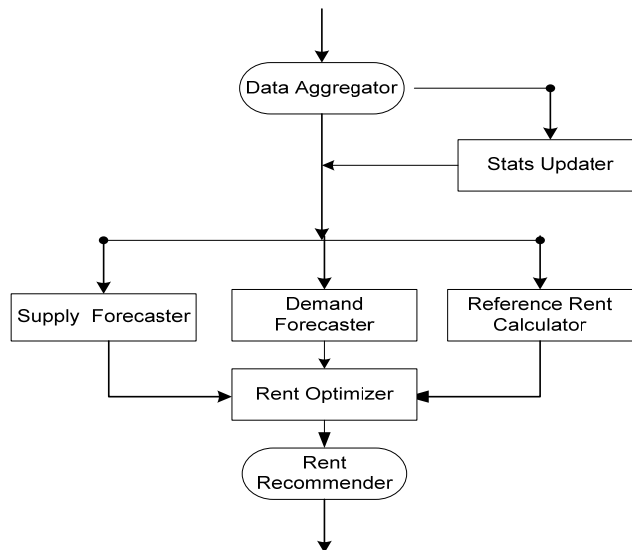 Data Aggregator
Stats Updater
Supply Forecaster
Demand
Forecaster
Reference Rent
Calculator
Rent Optimizer
Rent
Recommender